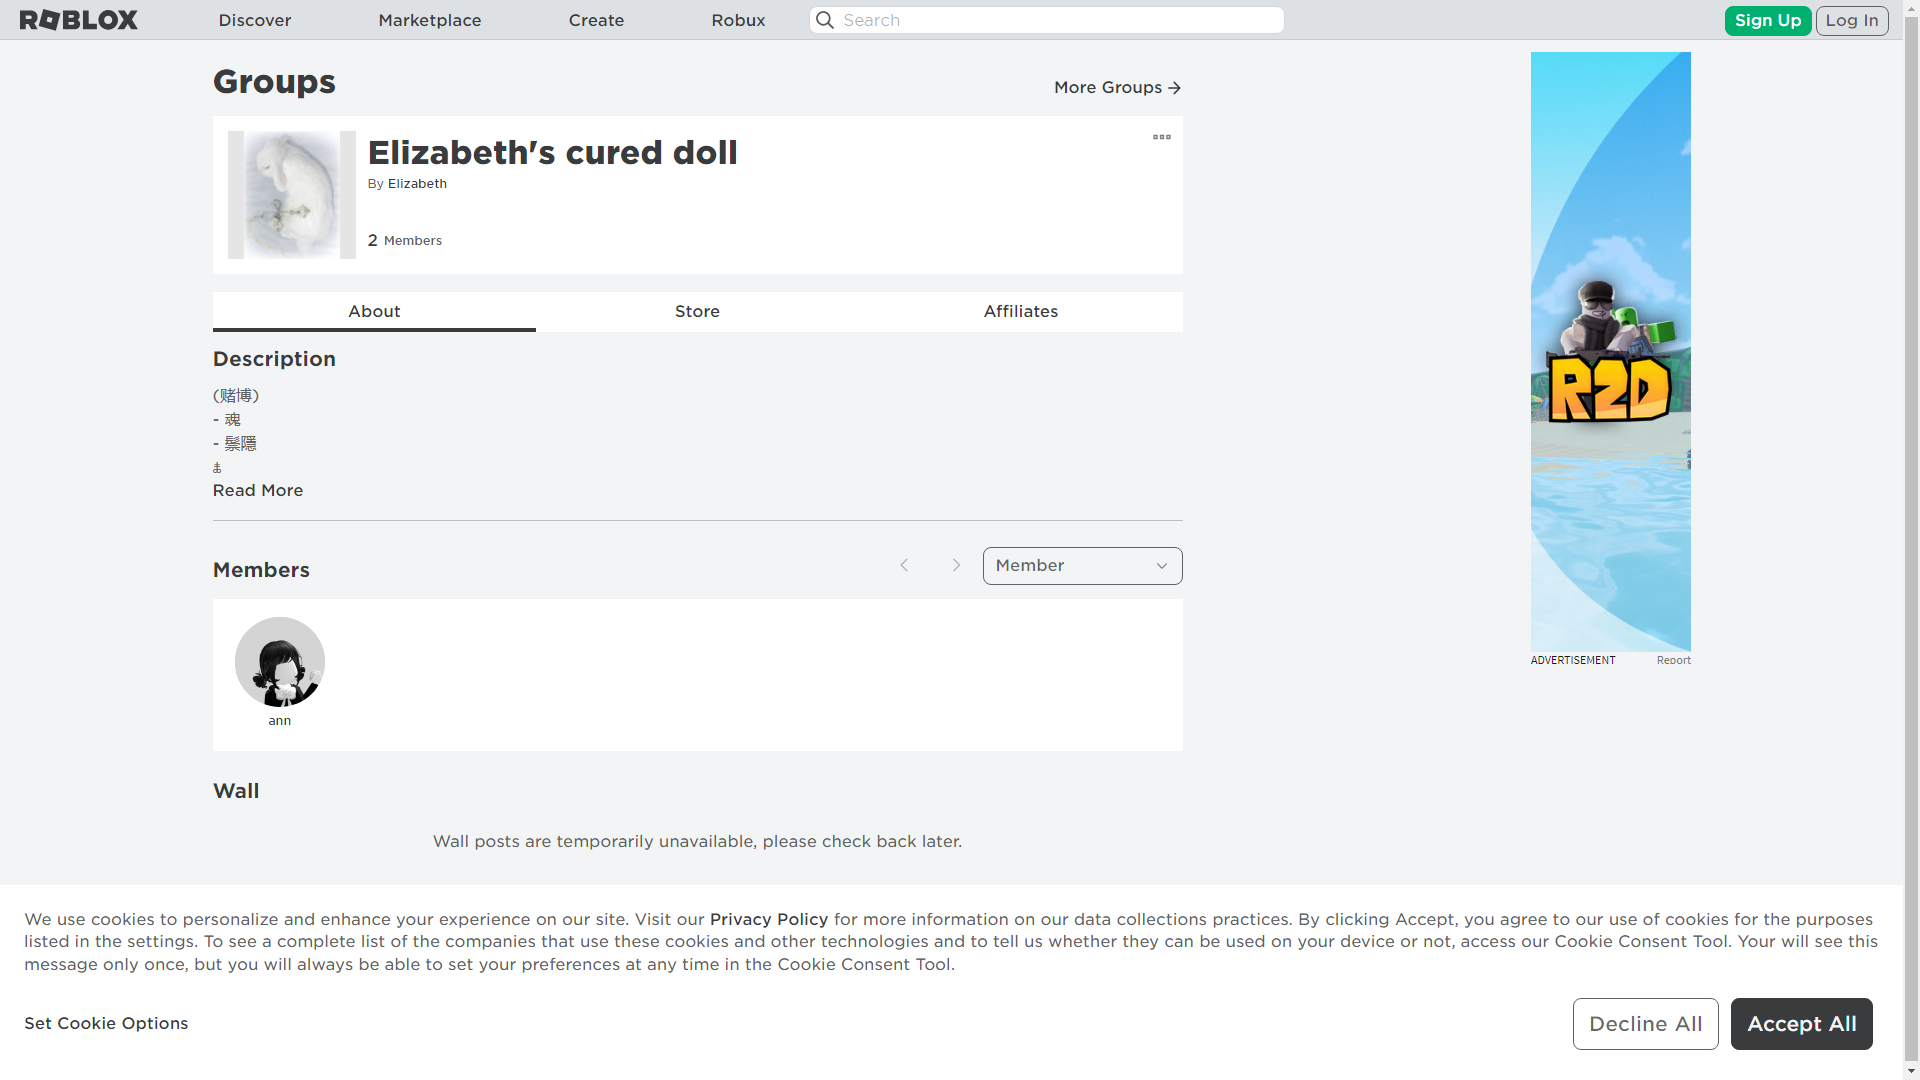 ROBLOX
Discover
Marketplace
Create
Robux
Search
Sign Up
Log In
Groups
More Groups
Elizabeth's cured doll
By Elizabeth
2 Members
About
Store
Affiliates
Description
(赌博)
- 魂
- 禁隱
Read More
Members
Member
ann
Wall
Wall posts are temporarily unavailable, please check back later.
R2D
ADVERTISEMENT
Report
We use cookies to personalize and enhance your experience on our site. Visit our Privacy Policy for more information on our data collections practices. By clicking Accept, you agree to our use of cookies for the purposes
listed in the settings. To see a complete list of the companies that use these cookies and other technologies and to tell us whether they can be used on your device or not, access our Cookie Consent Tool. Your will see this
message only once, but you will always be able to set your preferences at any time in the Cookie Consent Tool.
Set Cookie Options
Decline All
Accept All